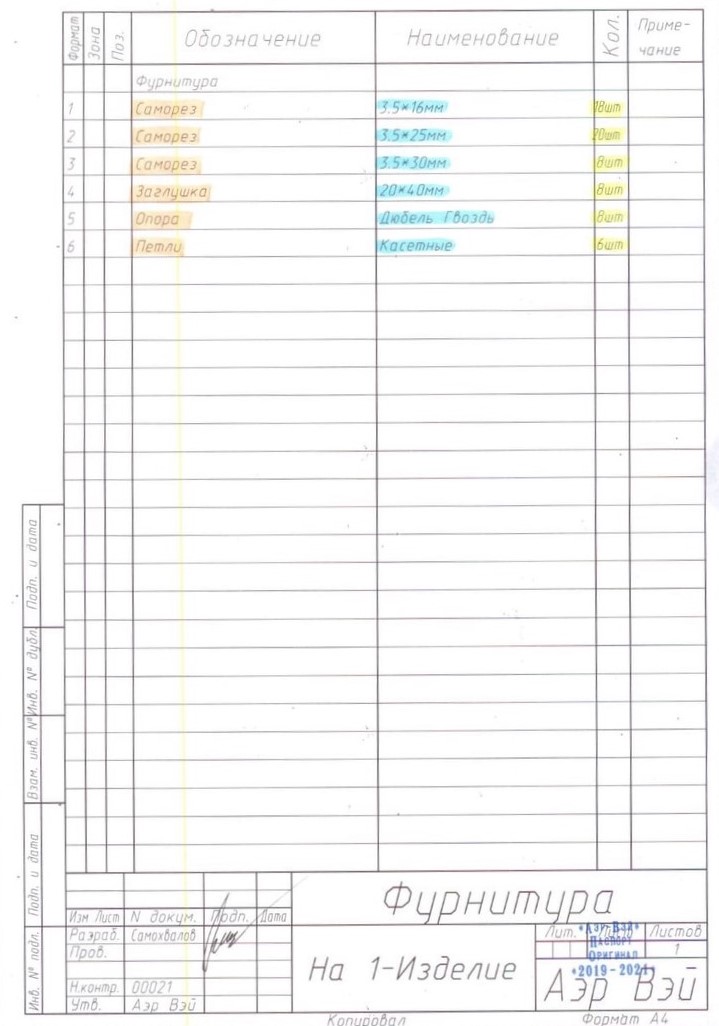 Формат Зона Поз. Обозначение Наименование Кол. Приме-
чание
Фурнитура
1 Саморез 3.5*16мм 18шт
2 Саморез 3.5*25мм 20шт
3 Саморез 3.5*30мм 8шт
4 Заглушка 20*40мм 8шт
5 Опора Дюбель Гвоздь 8шт
6 Петли Касетные 6шт
Подп. и дата
Инв. № дубл.
Взам. инв. №
Подп. и дата
Инв. № подл.
Фурнитура
Изм Лист N докум. Подп. Дата
Разраб. Самохвалов
Пров.
Н.контр. 00021
Утв. Аэр Вэй
На 1-Изделие
Лит. Листов
1
*Аэр-Вэй*
Паспорт
Оригинал
*2019-2021*
Аэр Вэй
Копировал Формат А4